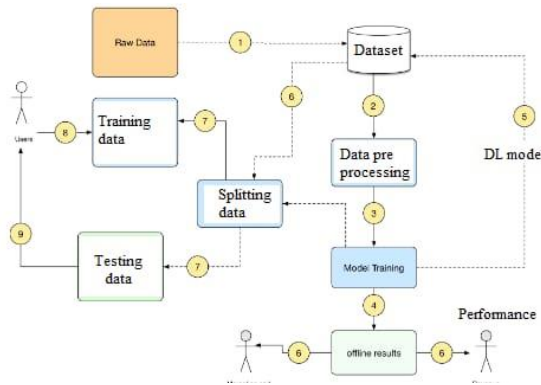 Raw Data
1
Dataset
6
2
5
Users
8
Training
data
7
Data pre
processing
DL mode
Splitting
data
3
9
Testing
data
7
Model Training
4
Performance
6
offline results
6